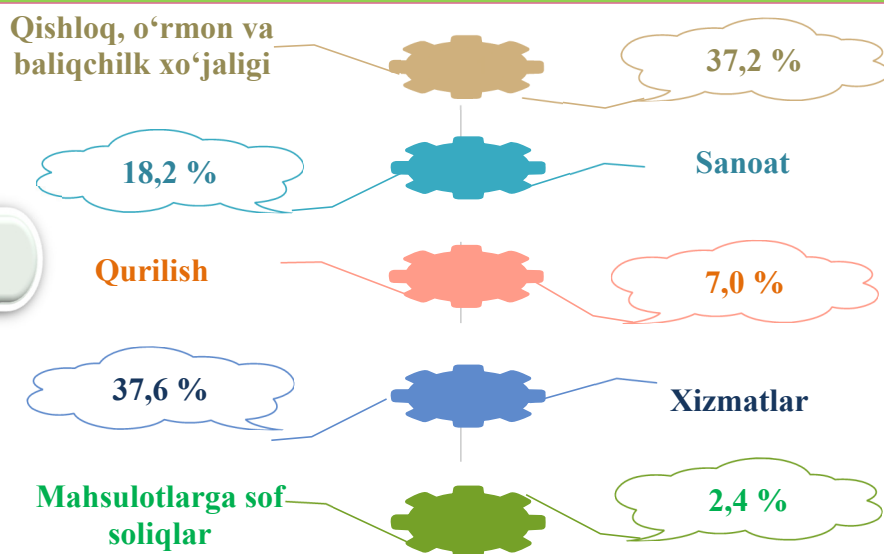 Qishloq, o‘rmon va
baliqchilk xo‘jaligi
37,2 %
18,2 %
Sanoat
Qurilish
7,0 %
37,6 %
Xizmatlar
Mahsulotlarga sof
soliqlar
2,4 %